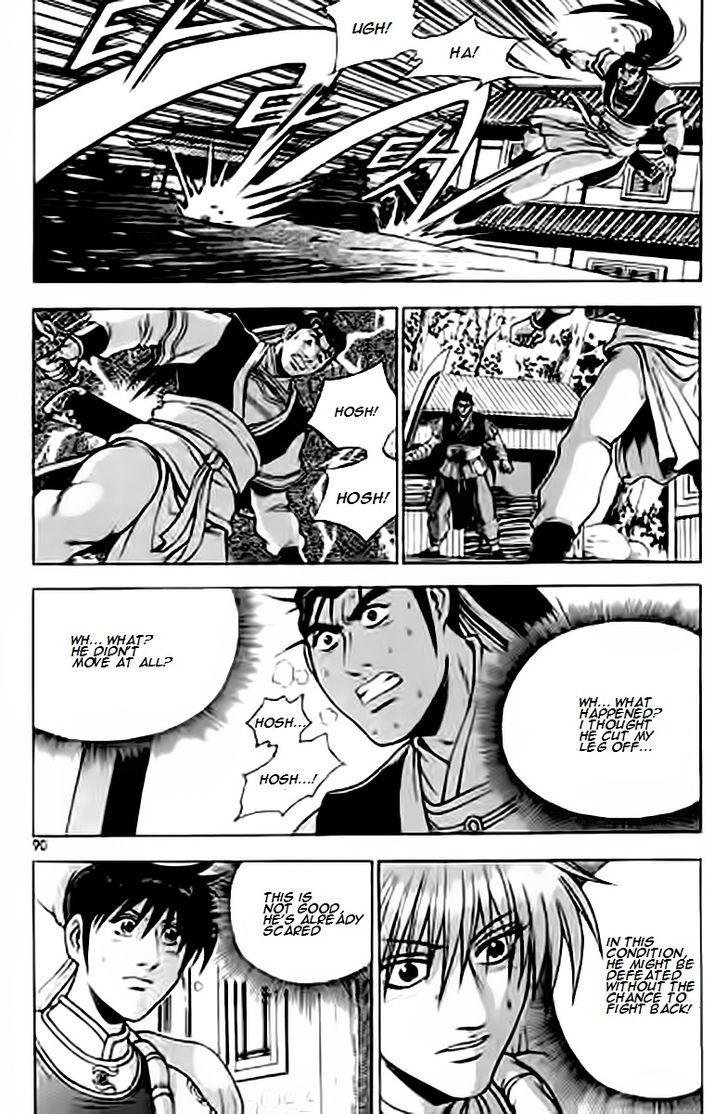 UGH!
HA!
HOSH!
HOSH!
WH... WHAT
HAPPENED?
I THOUGHT
HE CUT MY
LEG OFF...
WH... WHAT?
HE DIDN'T
MOVE AT ALL?
HOSH...
HOSH...!
90
THIS IS
NOT GOOD,
HE'S ALREADY
SCARED
IN THIS
CONDITION,
HE MIGHT BE
DEFEATED
WITHOUT THE
CHANCE TO
FIGHT BACK!